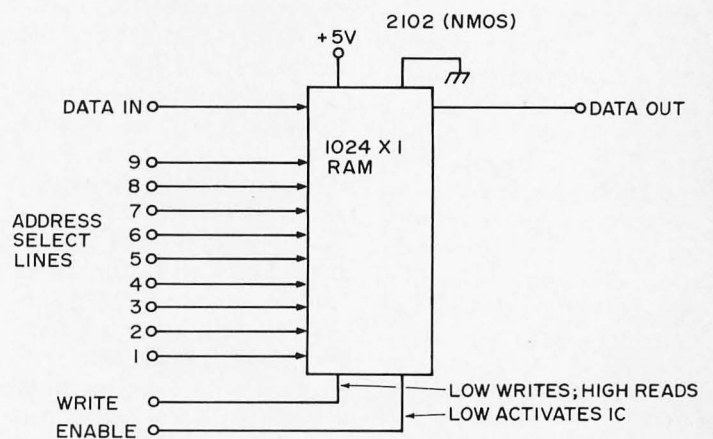 2102 (NMOS)
+5V
DATA IN
DATA OUT
1024 X 1
RAM
9
8
7
6
5
4
3
2
1
ADDRESS
SELECT
LINES
LOW WRITES; HIGH READS
WRITE
LOW ACTIVATES IC
ENABLE